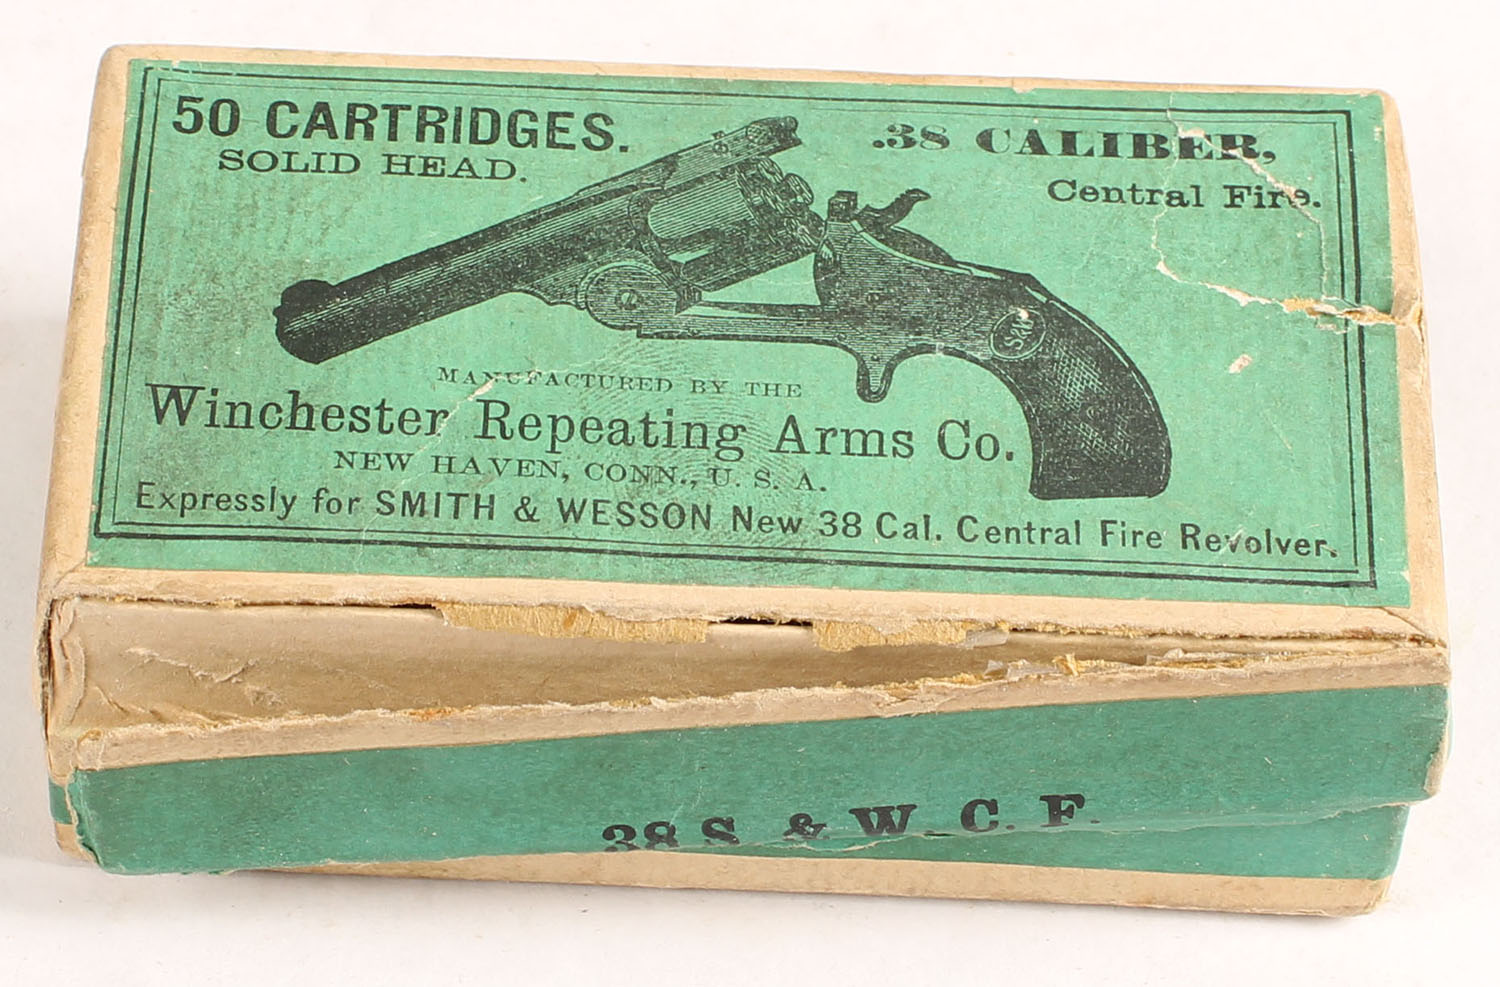 50 CARTRIDGES.
SOLID HEAD.
.38 CALIBER,
Central Fire.
S&W
MANUFACTURED BY THE
Winchester Repeating Arms Co.
NEW HAVEN, CONN., U. S. A.
Expressly for SMITH & WESSON New 38 Cal. Central Fire Revolver.
38 S. & W. C. F.